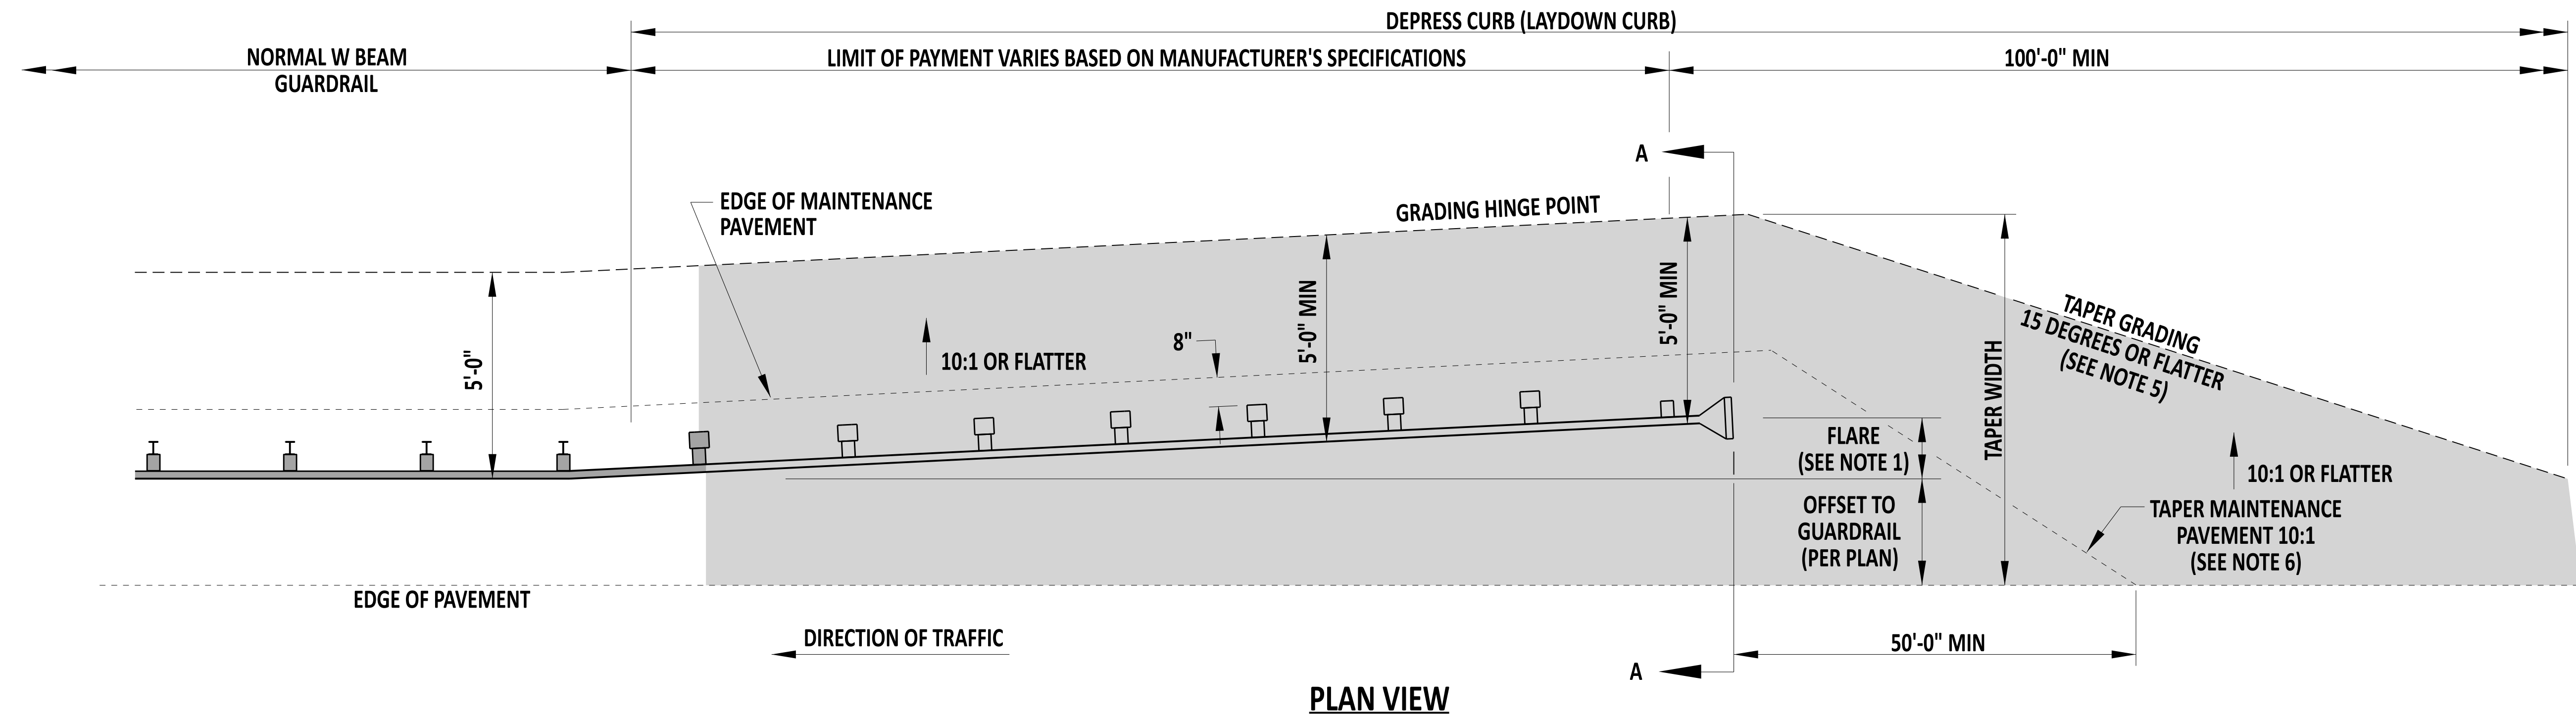 DEPRESS CURB (LAYDOWN CURB)
NORMAL W BEAM
GUARDRAIL
LIMIT OF PAYMENT VARIES BASED ON MANUFACTURER'S SPECIFICATIONS
100'-0" MIN
A
EDGE OF MAINTENANCE
PAVEMENT
GRADING HINGE POINT
5'-0"
10:1 OR FLATTER
8"
5'-0" MIN
5'-0" MIN
TAPER GRADING
15 DEGREES OR FLATTER
(SEE NOTE 5)
TAPER WIDTH
FLARE
(SEE NOTE 1)
OFFSET TO
GUARDRAIL
(PER PLAN)
10:1 OR FLATTER
TAPER MAINTENANCE
PAVEMENT 10:1
(SEE NOTE 6)
EDGE OF PAVEMENT
DIRECTION OF TRAFFIC
50'-0" MIN
A
PLAN VIEW